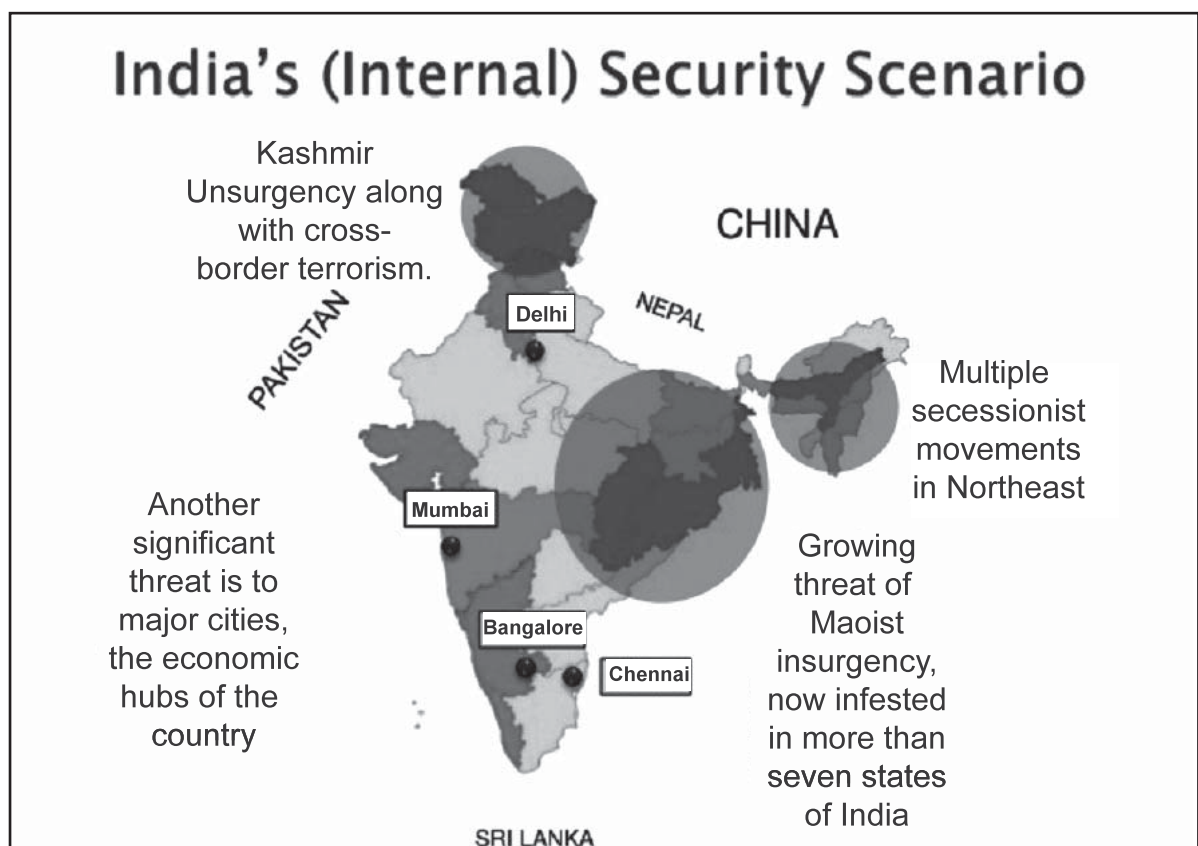 India's (Internal) Security Scenario
Kashmir
Unsurgency along
with cross-
border terrorism.
CHINA
PAKISTAN
NEPAL
Delhi
Multiple
secessionist
movements
in Northeast
Another
significant
threat is to
major cities,
the economic
hubs of the
country
Mumbai
Bangalore
Chennai
Growing
threat of
Maoist
insurgency,
now infested
in more than
seven states
of India
SRI LANKA